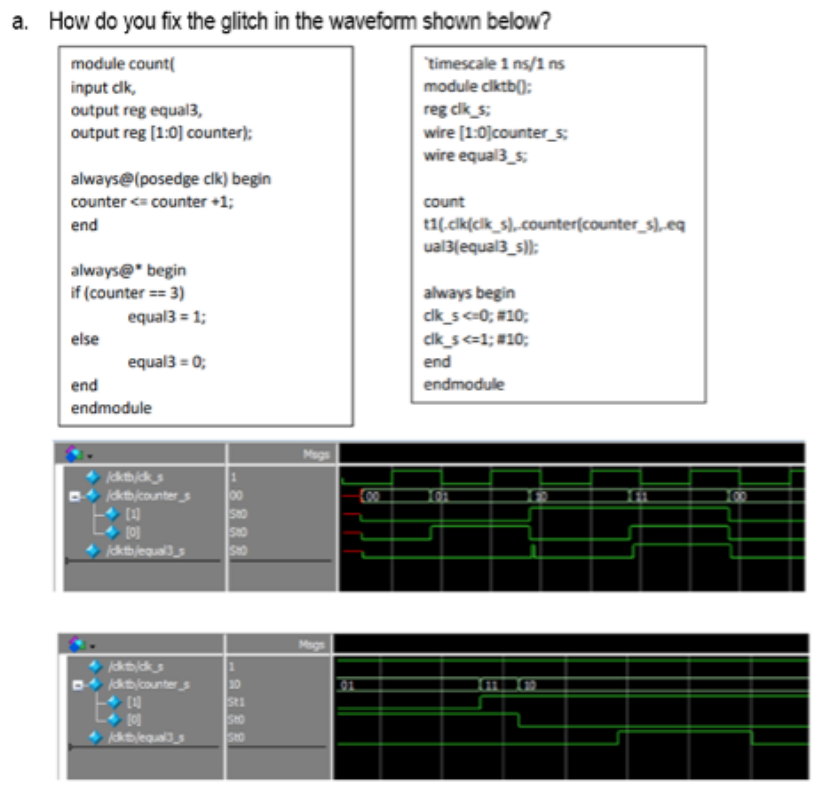 a. How do you fix the glitch in the waveform shown below?
module count(
input clk,
output reg equal3,
output reg [1:0] counter);
always@(posedge clk) begin
counter <= counter +1;
end
always@* begin
if (counter == 3)
equal3 = 1;
else
equal3 = 0;
end
endmodule
`timescale 1 ns/1 ns
module clktb();
reg clk_s;
wire [1:0]counter_s;
wire equal3_s;
count
t1(.clk(clk_s),.counter(counter_s),.eq
ual3(equal3_s));
always begin
clk_s <=0; #10;
clk_s <=1; #10;
end
endmodule
Msgs
/clktb/clk_s 1
/clktb/counter_s 00 00 01 10 11 00
[1] St0
[0] St0
/clktb/equal3_s St0
Msgs
/clktb/clk_s 1
/clktb/counter_s 10 01 11 10
[1] St1
[0] St0
/clktb/equal3_s St0